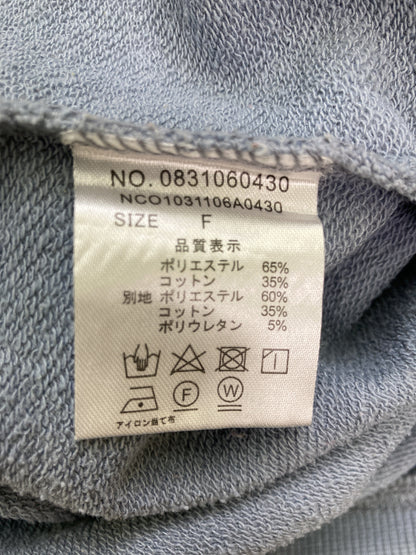 NO. 0831060430
NCO1031106A0430
SIZE F
品質表示
ポリエステル 65%
コットン 35%
別地 ポリエステル 60%
コットン 35%
ポリウレタン 5%
F W
アイロン当て布